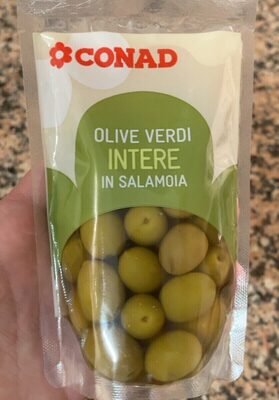 CONAD
OLIVE VERDI
INTERE
IN SALAMOIA